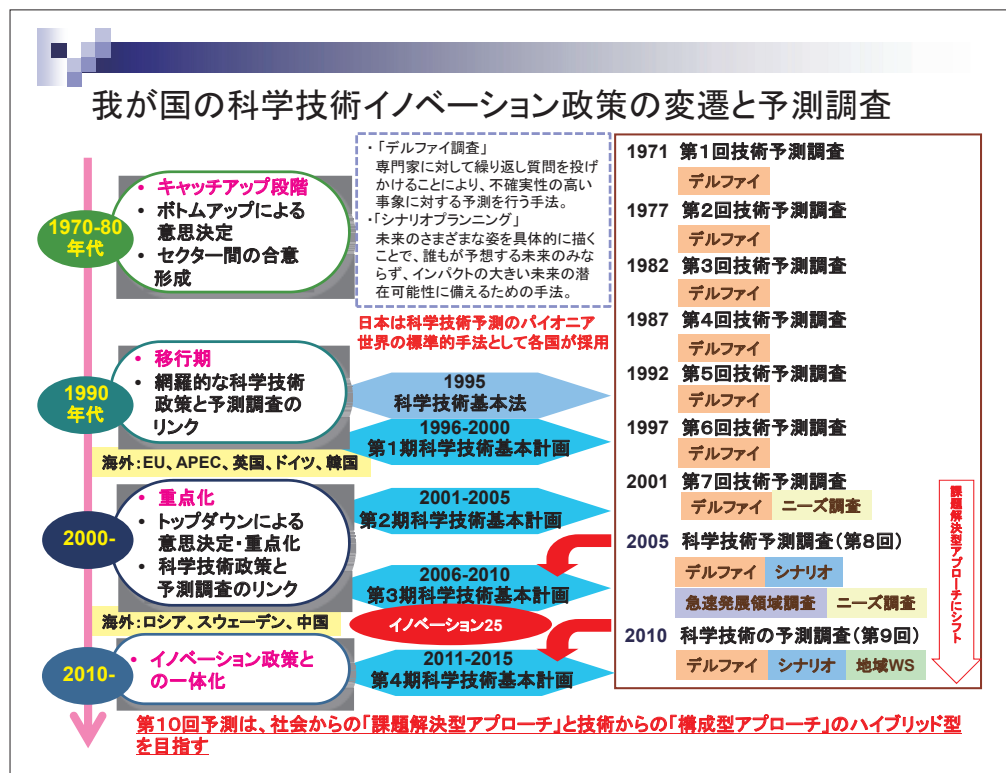 我が国の科学技術イノベーション政策の変遷と予測調査
1970-80
年代
・ キャッチアップ段階
・ ボトムアップによる
意思決定
・ セクター間の合意
形成
・「デルファイ調査」
専門家に対して繰り返し質問を投げ
かけることにより、不確実性の高い
事象に対する予測を行う手法。
・「シナリオプランニング」
未来のさまざまな姿を具体的に描く
ことで、誰もが予想する未来のみな
らず、インパクトの大きい未来の潜
在可能性に備えるための手法。
日本は科学技術予測のパイオニア
世界の標準的手法として各国が採用
1990
年代
・ 移行期
・ 網羅的な科学技術
政策と予測調査の
リンク
1995
科学技術基本法
1996-2000
第1期科学技術基本計画
海外:EU、APEC、英国、ドイツ、韓国
2000-
・ 重点化
・ トップダウンによる
意思決定・重点化
・ 科学技術政策と
予測調査のリンク
2001-2005
第2期科学技術基本計画
2006-2010
第3期科学技術基本計画
海外:ロシア、スウェーデン、中国
イノベーション25
2010-
・ イノベーション政策と
の一体化
2011-2015
第4期科学技術基本計画
1971 第1回技術予測調査
デルファイ
1977 第2回技術予測調査
デルファイ
1982 第3回技術予測調査
デルファイ
1987 第4回技術予測調査
デルファイ
1992 第5回技術予測調査
デルファイ
1997 第6回技術予測調査
デルファイ
2001 第7回技術予測調査
デルファイ ニーズ調査
2005 科学技術予測調査(第8回)
デルファイ シナリオ
急速発展領域調査 ニーズ調査
2010 科学技術の予測調査(第9回)
デルファイ シナリオ 地域WS
課題解決型アプローチにシフト
第10回予測は、社会からの「課題解決型アプローチ」と技術からの「構成型アプローチ」のハイブリッド型
を目指す